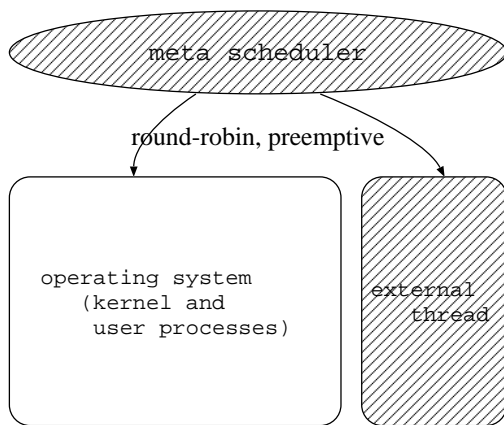 meta scheduler
round-robin, preemptive
operating system
(kernel and
user processes)
external
thread